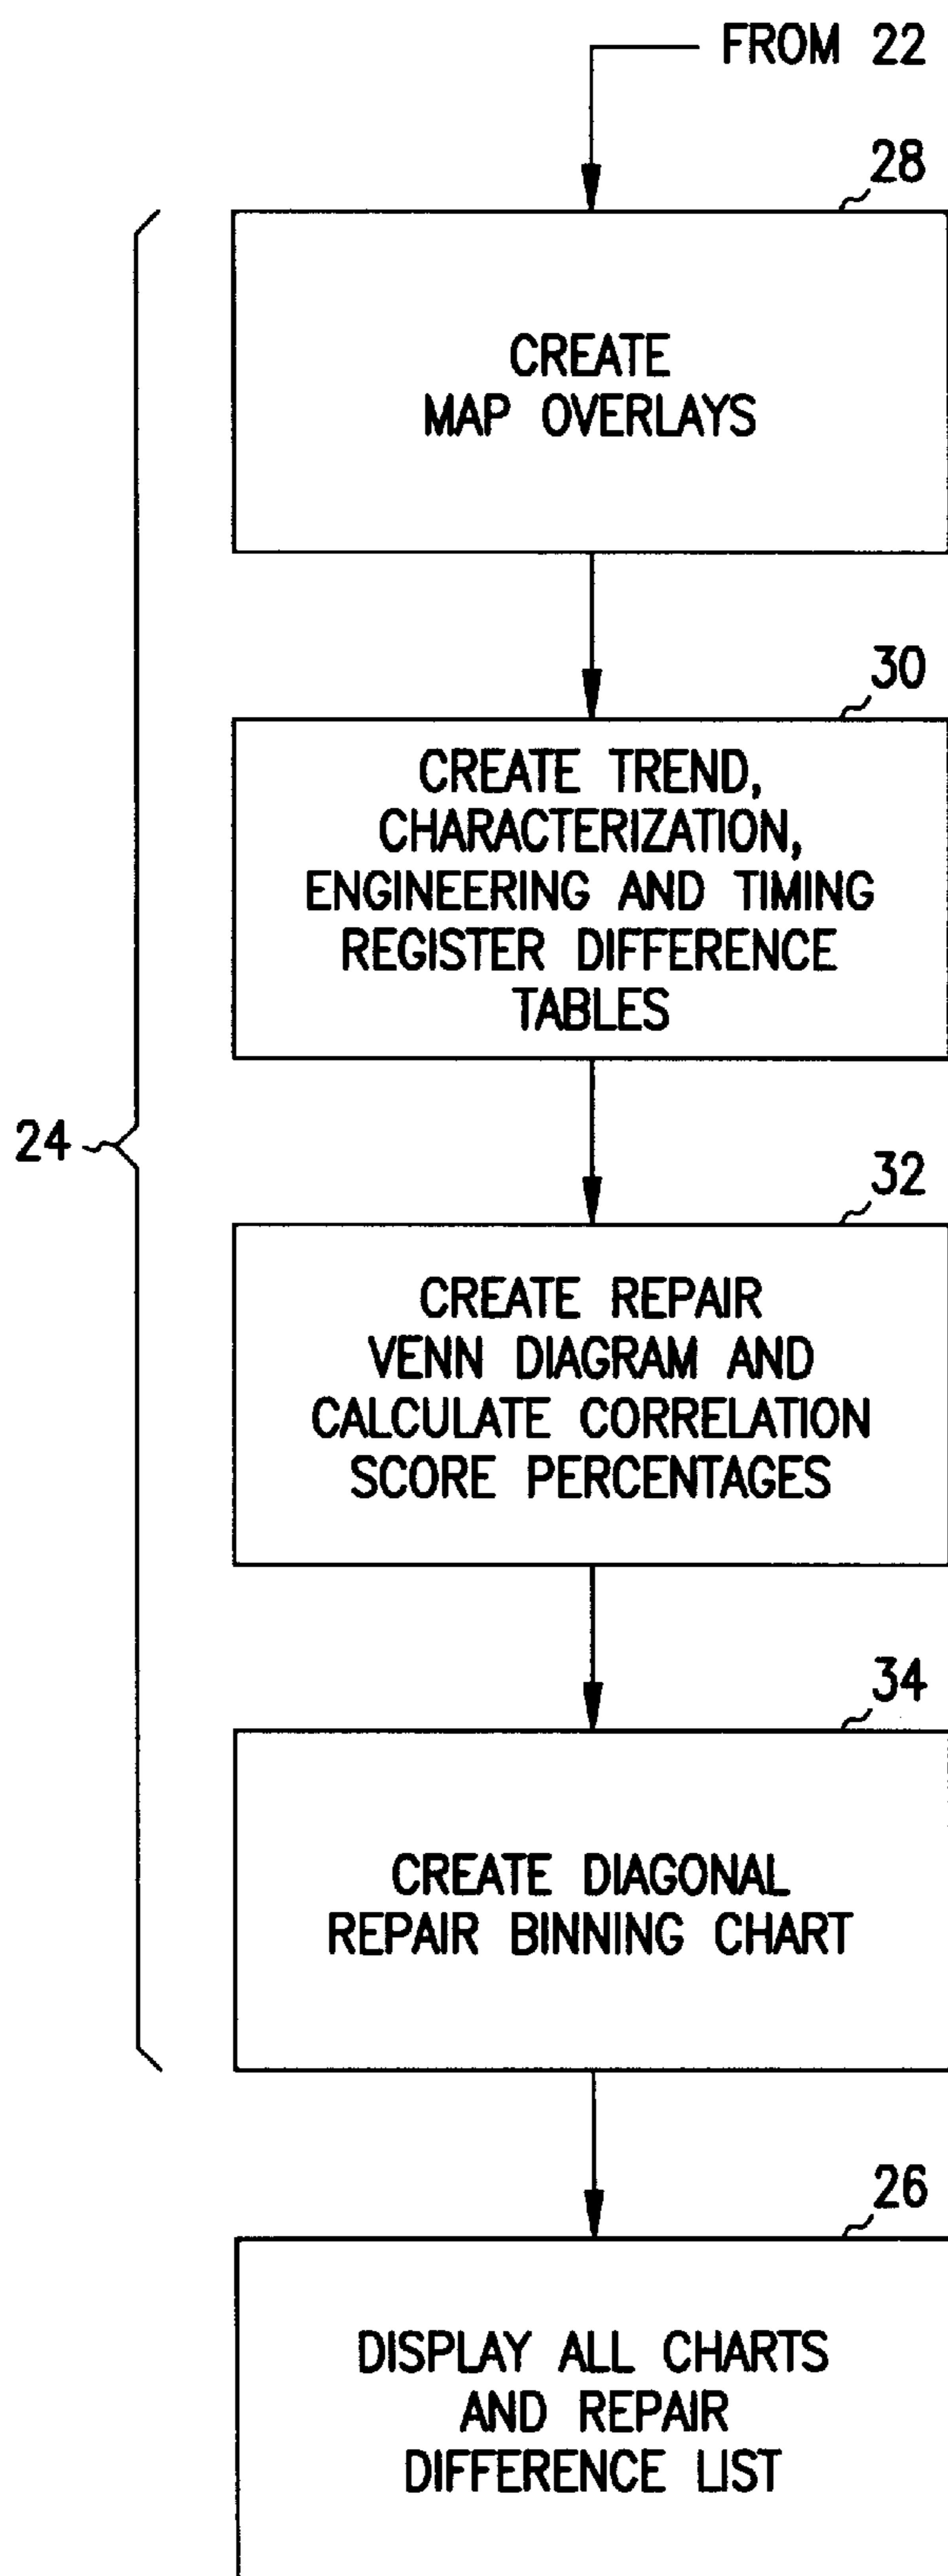 FROM 22
28
CREATE
MAP OVERLAYS
30
CREATE TREND,
CHARACTERIZATION,
ENGINEERING AND TIMING
REGISTER DIFFERENCE
TABLES
24
32
CREATE REPAIR
VENN DIAGRAM AND
CALCULATE CORRELATION
SCORE PERCENTAGES
34
CREATE DIAGONAL
REPAIR BINNING CHART
26
DISPLAY ALL CHARTS
AND REPAIR
DIFFERENCE LIST